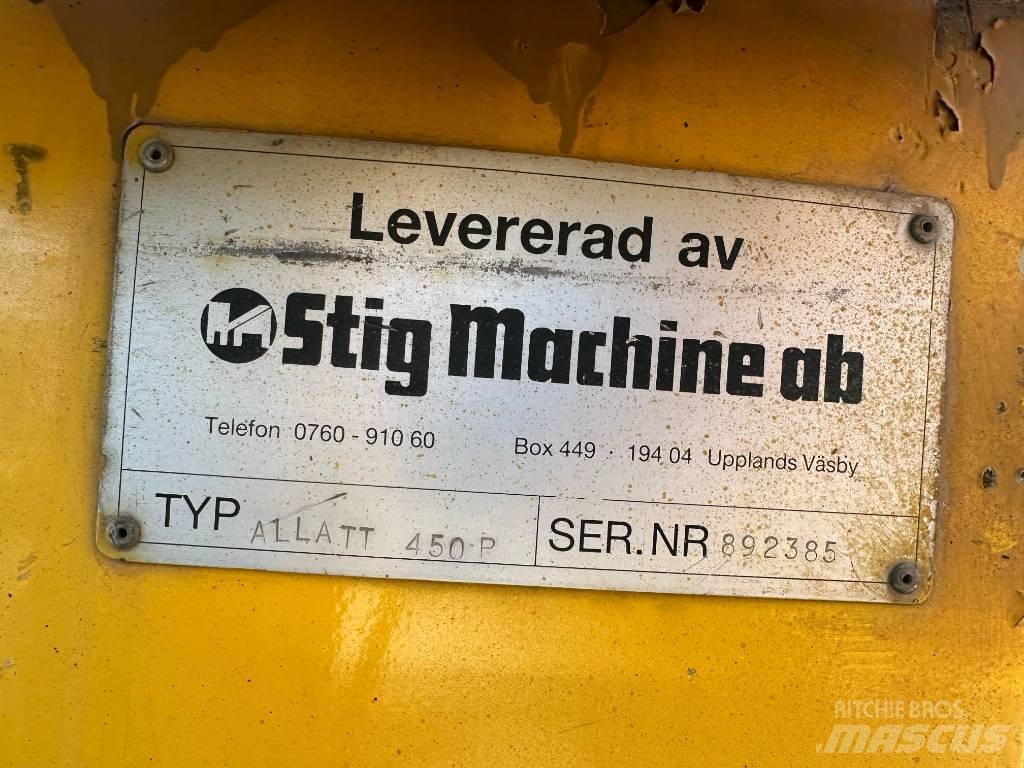 Levererad av
Stig Machine ab
Telefon 0760 - 910 60 Box 449 · 194 04 Upplands Väsby
TYP ALLATT 450-P SER.NR 892385
RITCHIE BROS.
MASCUS